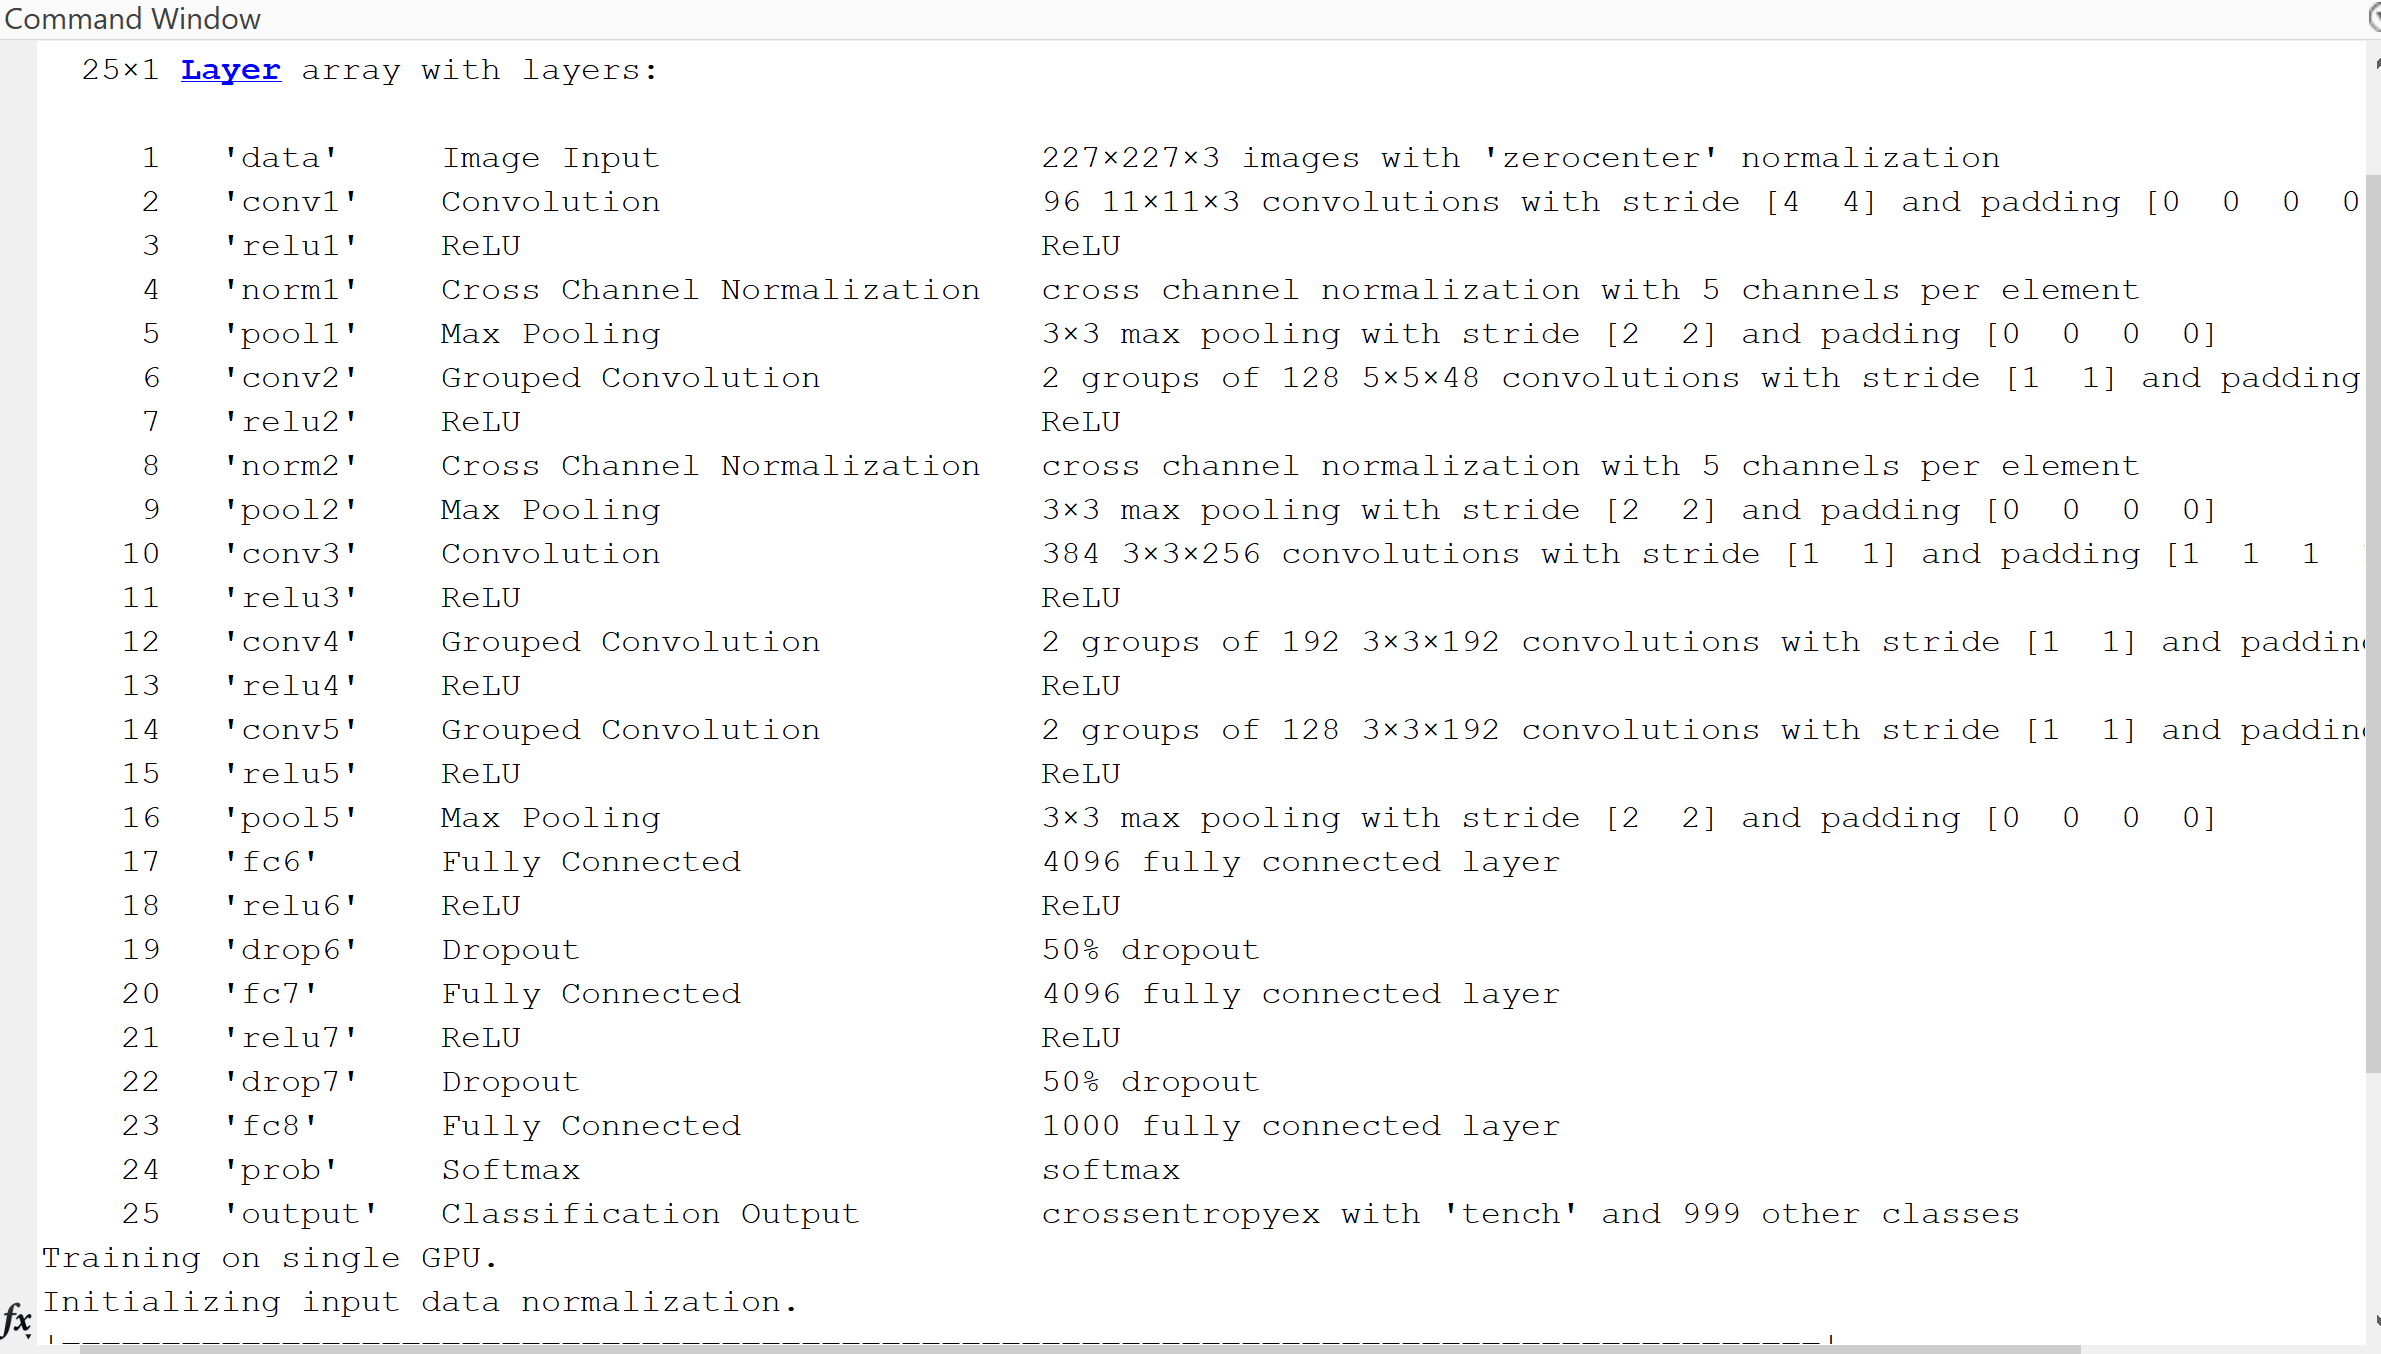 Command Window
25×1 Layer array with layers:
1 'data' Image Input 227×227×3 images with 'zerocenter' normalization
2 'conv1' Convolution 96 11×11×3 convolutions with stride [4 4] and padding [0 0 0 0
3 'relu1' ReLU ReLU
4 'norm1' Cross Channel Normalization cross channel normalization with 5 channels per element
5 'pool1' Max Pooling 3×3 max pooling with stride [2 2] and padding [0 0 0 0]
6 'conv2' Grouped Convolution 2 groups of 128 5×5×48 convolutions with stride [1 1] and padding
7 'relu2' ReLU ReLU
8 'norm2' Cross Channel Normalization cross channel normalization with 5 channels per element
9 'pool2' Max Pooling 3×3 max pooling with stride [2 2] and padding [0 0 0 0]
10 'conv3' Convolution 384 3×3×256 convolutions with stride [1 1] and padding [1 1 1
11 'relu3' ReLU ReLU
12 'conv4' Grouped Convolution 2 groups of 192 3×3×192 convolutions with stride [1 1] and paddin
13 'relu4' ReLU ReLU
14 'conv5' Grouped Convolution 2 groups of 128 3×3×192 convolutions with stride [1 1] and paddin
15 'relu5' ReLU ReLU
16 'pool5' Max Pooling 3×3 max pooling with stride [2 2] and padding [0 0 0 0]
17 'fc6' Fully Connected 4096 fully connected layer
18 'relu6' ReLU ReLU
19 'drop6' Dropout 50% dropout
20 'fc7' Fully Connected 4096 fully connected layer
21 'relu7' ReLU ReLU
22 'drop7' Dropout 50% dropout
23 'fc8' Fully Connected 1000 fully connected layer
24 'prob' Softmax softmax
25 'output' Classification Output crossentropyex with 'tench' and 999 other classes
Training on single GPU.
Initializing input data normalization.
fx